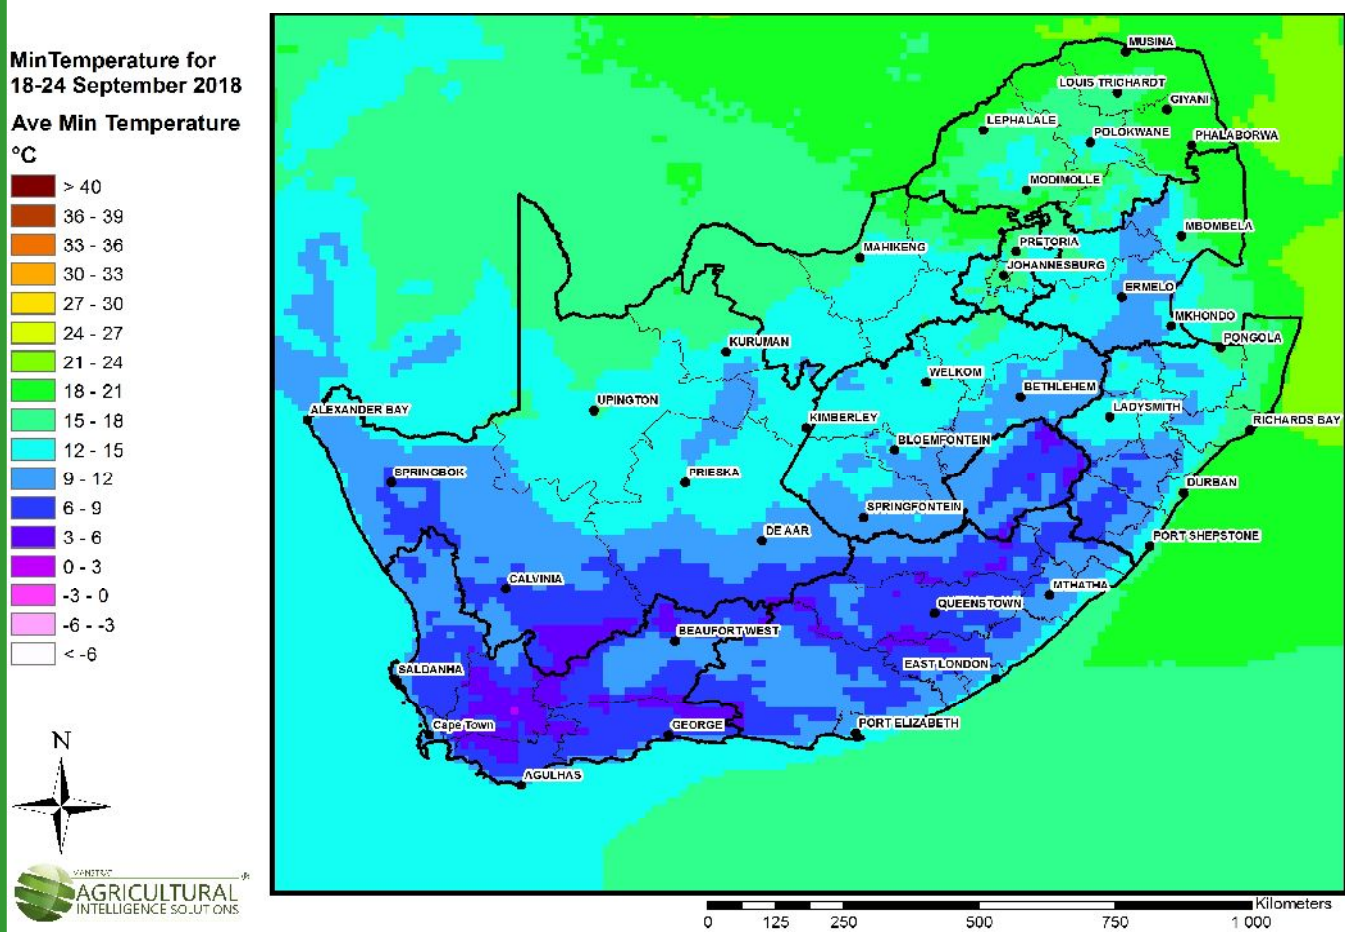 MinTemperature for
18-24 September 2018
Ave Min Temperature
°C
> 40
36 - 39
33 - 36
30 - 33
27 - 30
24 - 27
21 - 24
18 - 21
15 - 18
12 - 15
9 - 12
6 - 9
3 - 6
0 - 3
-3 - 0
-6 - -3
< -6
N
AGRICULTURAL
INTELLIGENCE SOLUTIONS
MUSINA
LOUIS TRICHARDT
GIYANI
LEPHALALE
POLOKWANE
PHALABORWA
MODIMOLLE
MBOMBELA
PRETORIA
MAHIKENG
JOHANNESBURG
ERMELO
MKHONDO
PONGOLA
KURUMAN
WELKOM
BETHLEHEM
UPINGTON
ALEXANDER BAY
LADYSMITH
KIMBERLEY
RICHARDS BAY
BLOEMFONTEIN
SPRINGBOK
PRIESKA
DURBAN
SPRINGFONTEIN
DE AAR
PORT SHEPSTONE
CALVINIA
MTHATHA
QUEENSTOWN
BEAUFORT WEST
EAST LONDON
SALDANHA
Cape Town
GEORGE
PORT ELIZABETH
AGULHAS
Kilometers
0 125 250 500 750 1 000